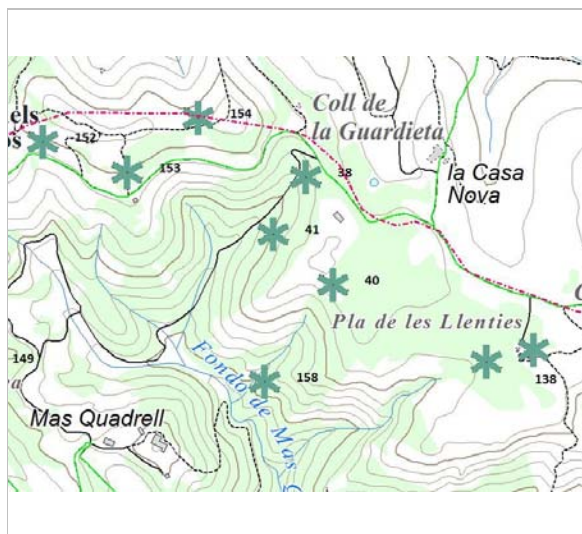 els
154
Coll de
la Guardieta
os
152
153
38
la Casa
Nova
41
40
Pla de les Llenties
149
158
138
Fondo de Mas
Mas Quadrell